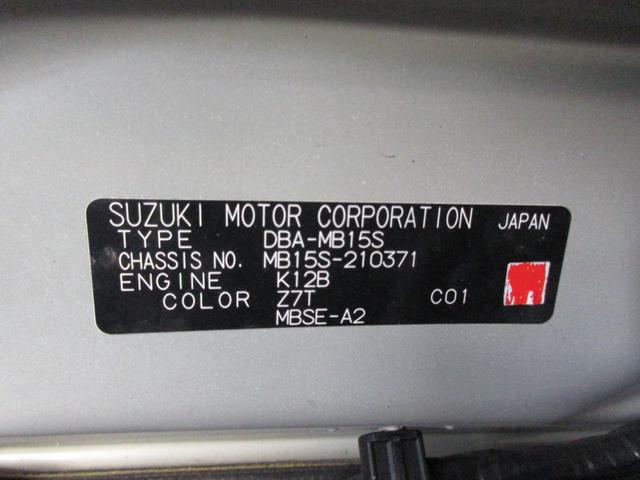 SUZUKI MOTOR CORPORATION JAPAN
TYPE DBA-MB15S
CHASSIS NO. MB15S-210371
ENGINE K12B
COLOR Z7T C01
MBSE-A2